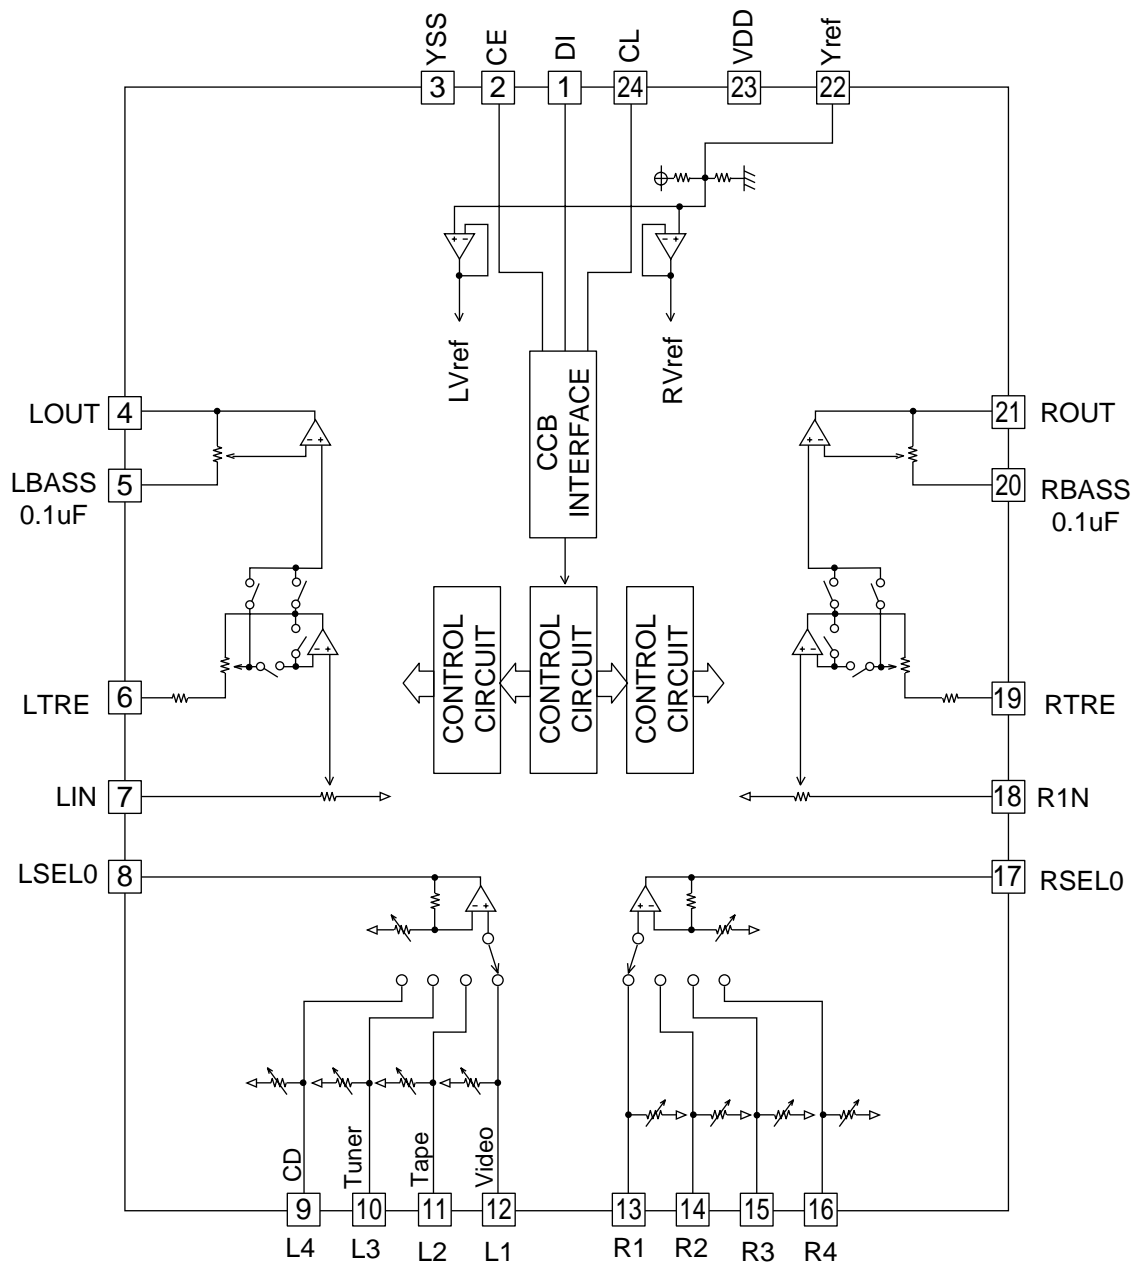 YSS
CE
DI
CL
VDD
Yref
3
2
1
24
23
22
+ -
- +
LVref
RVref
CCB
INTERFACE
LOUT
4
- +
+ -
21
ROUT
LBASS
0.1uF
5
20
RBASS
0.1uF
CONTROL
CIRCUIT
CONTROL
CIRCUIT
CONTROL
CIRCUIT
- +
+ -
LTRE
6
19
RTRE
LIN
7
18
R1N
LSEL0
8
17
RSEL0
- +
+ -
CD
Tuner
Tape
Video
9
10
11
12
13
14
15
16
L4
L3
L2
L1
R1
R2
R3
R4